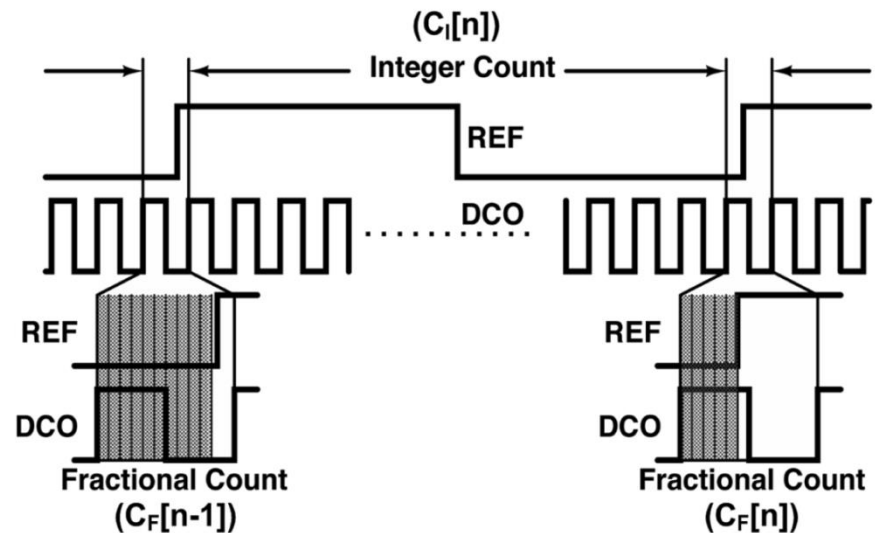 (C_I[n])
Integer Count
REF
DCO
REF
REF
DCO
DCO
Fractional Count
Fractional Count
(C_F[n-1])
(C_F[n])